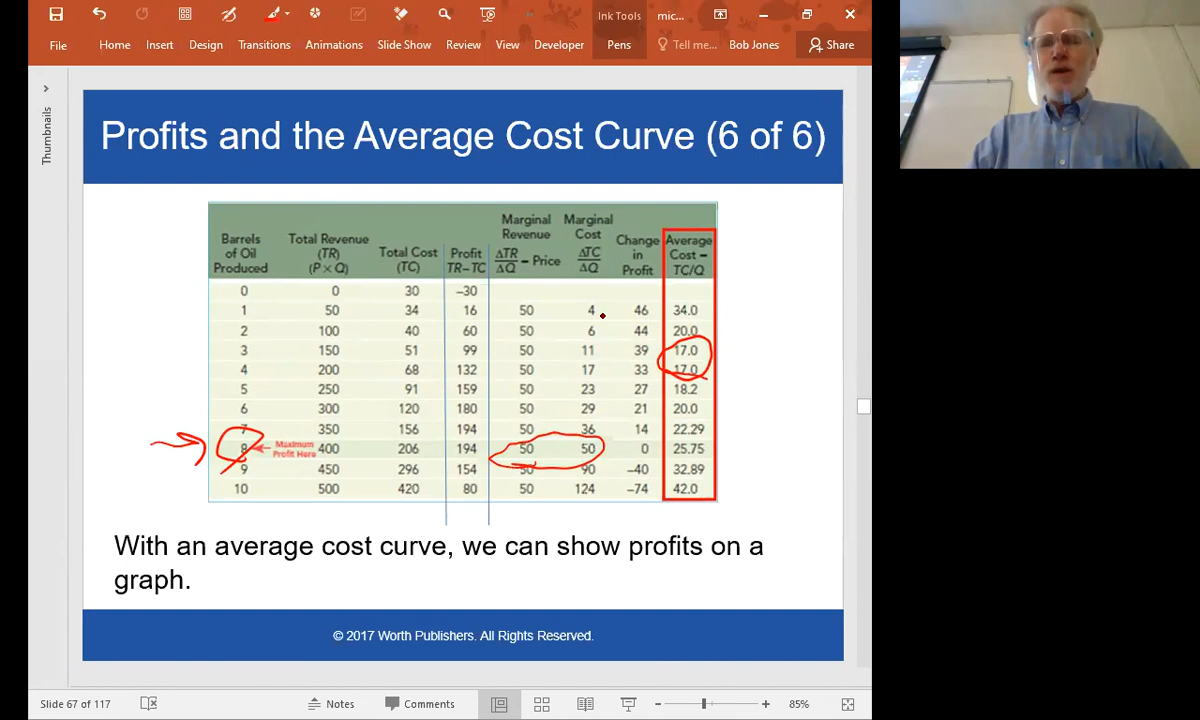 Ink Tools
mic...
File
Home
Insert
Design
Transitions
Animations
Slide Show
Review
View
Developer
Pens
Tell me...
Bob Jones
Share
Thumbnails
Profits and the Average Cost Curve (6 of 6)
Barrels of Oil Produced
Total Revenue (TR) (P × Q)
Total Cost (TC)
Profit TR – TC
Marginal Revenue ΔTR/ΔQ – Price
Marginal Cost ΔTC/ΔQ
Change in Profit
Average Cost – TC/Q
0 0 30 –30
1 50 34 16 50 4 46 34.0
2 100 40 60 50 6 44 20.0
3 150 51 99 50 11 39 17.0
4 200 68 132 50 17 33 17.0
5 250 91 159 50 23 27 18.2
6 300 120 180 50 29 21 20.0
7 350 156 194 50 36 14 22.29
8 Maximum Profit Here 400 206 194 50 50 0 25.75
9 450 296 154 50 90 –40 32.89
10 500 420 80 50 124 –74 42.0
With an average cost curve, we can show profits on a
graph.
© 2017 Worth Publishers. All Rights Reserved.
Slide 67 of 117
Notes
Comments
85%